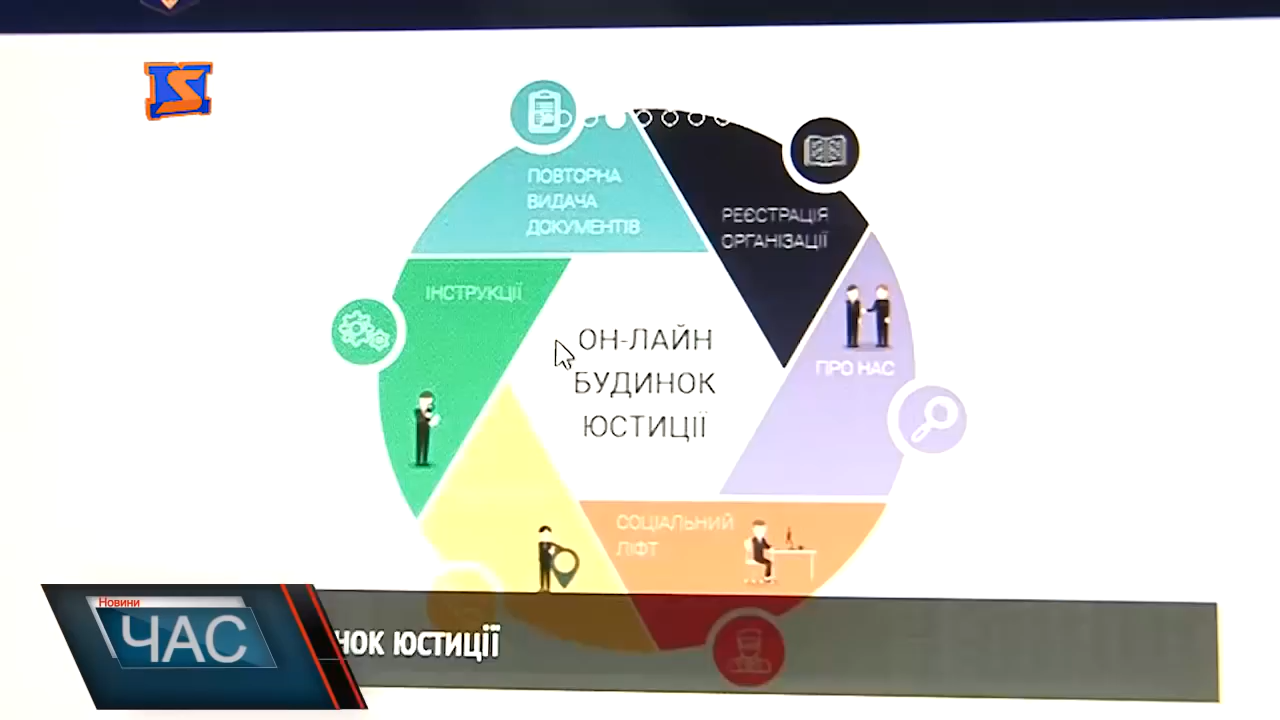 ПОВТОРНА
ВИДАЧА
ДОКУМЕНТІВ
РЕЄСТРАЦІЯ
ОРГАНІЗАЦІЇ
ІНСТРУКЦІЇ
ОН-ЛАЙН
БУДИНОК
ЮСТИЦІЇ
ПРО НАС
СОЦІАЛЬНИЙ
ЛІФТ
Новини
ЧАС
НОК ЮСТИЦІЇ